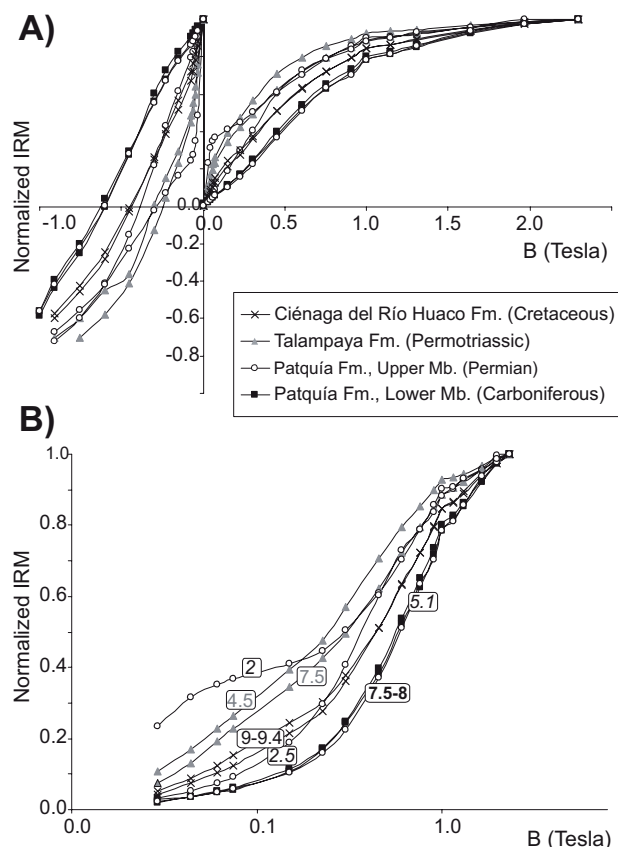 A)
Normalized IRM
-1.0
0.0
0.0
0.5
1.0
1.5
2.0
B (Tesla)
-0.2
-0.4
-0.6
-0.8
Ciénaga del Río Huaco Fm. (Cretaceous)
Talampaya Fm. (Permotriassic)
Patquía Fm., Upper Mb. (Permian)
Patquía Fm., Lower Mb. (Carboniferous)
B)
Normalized IRM
1.0
0.8
0.6
0.4
0.2
0.0
5.1
2
7.5
4.5
7.5-8
9-9.4
2.5
0.0
0.1
1.0
B (Tesla)